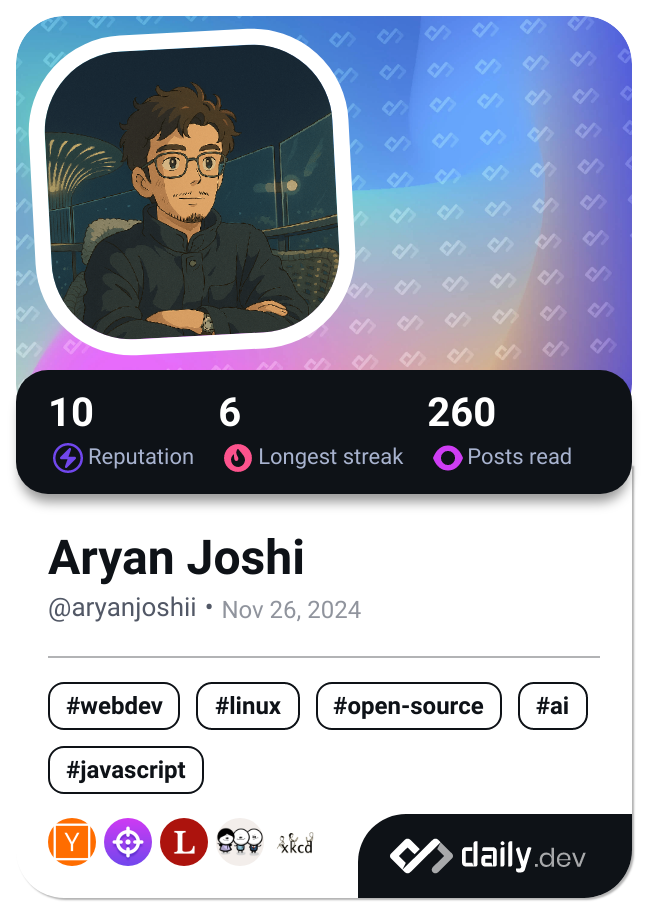 10 6 260
Reputation Longest streak Posts read
Aryan Joshi
@aryanjoshii • Nov 26, 2024
#webdev #linux #open-source #ai
#javascript
Y L xkcd
daily.dev